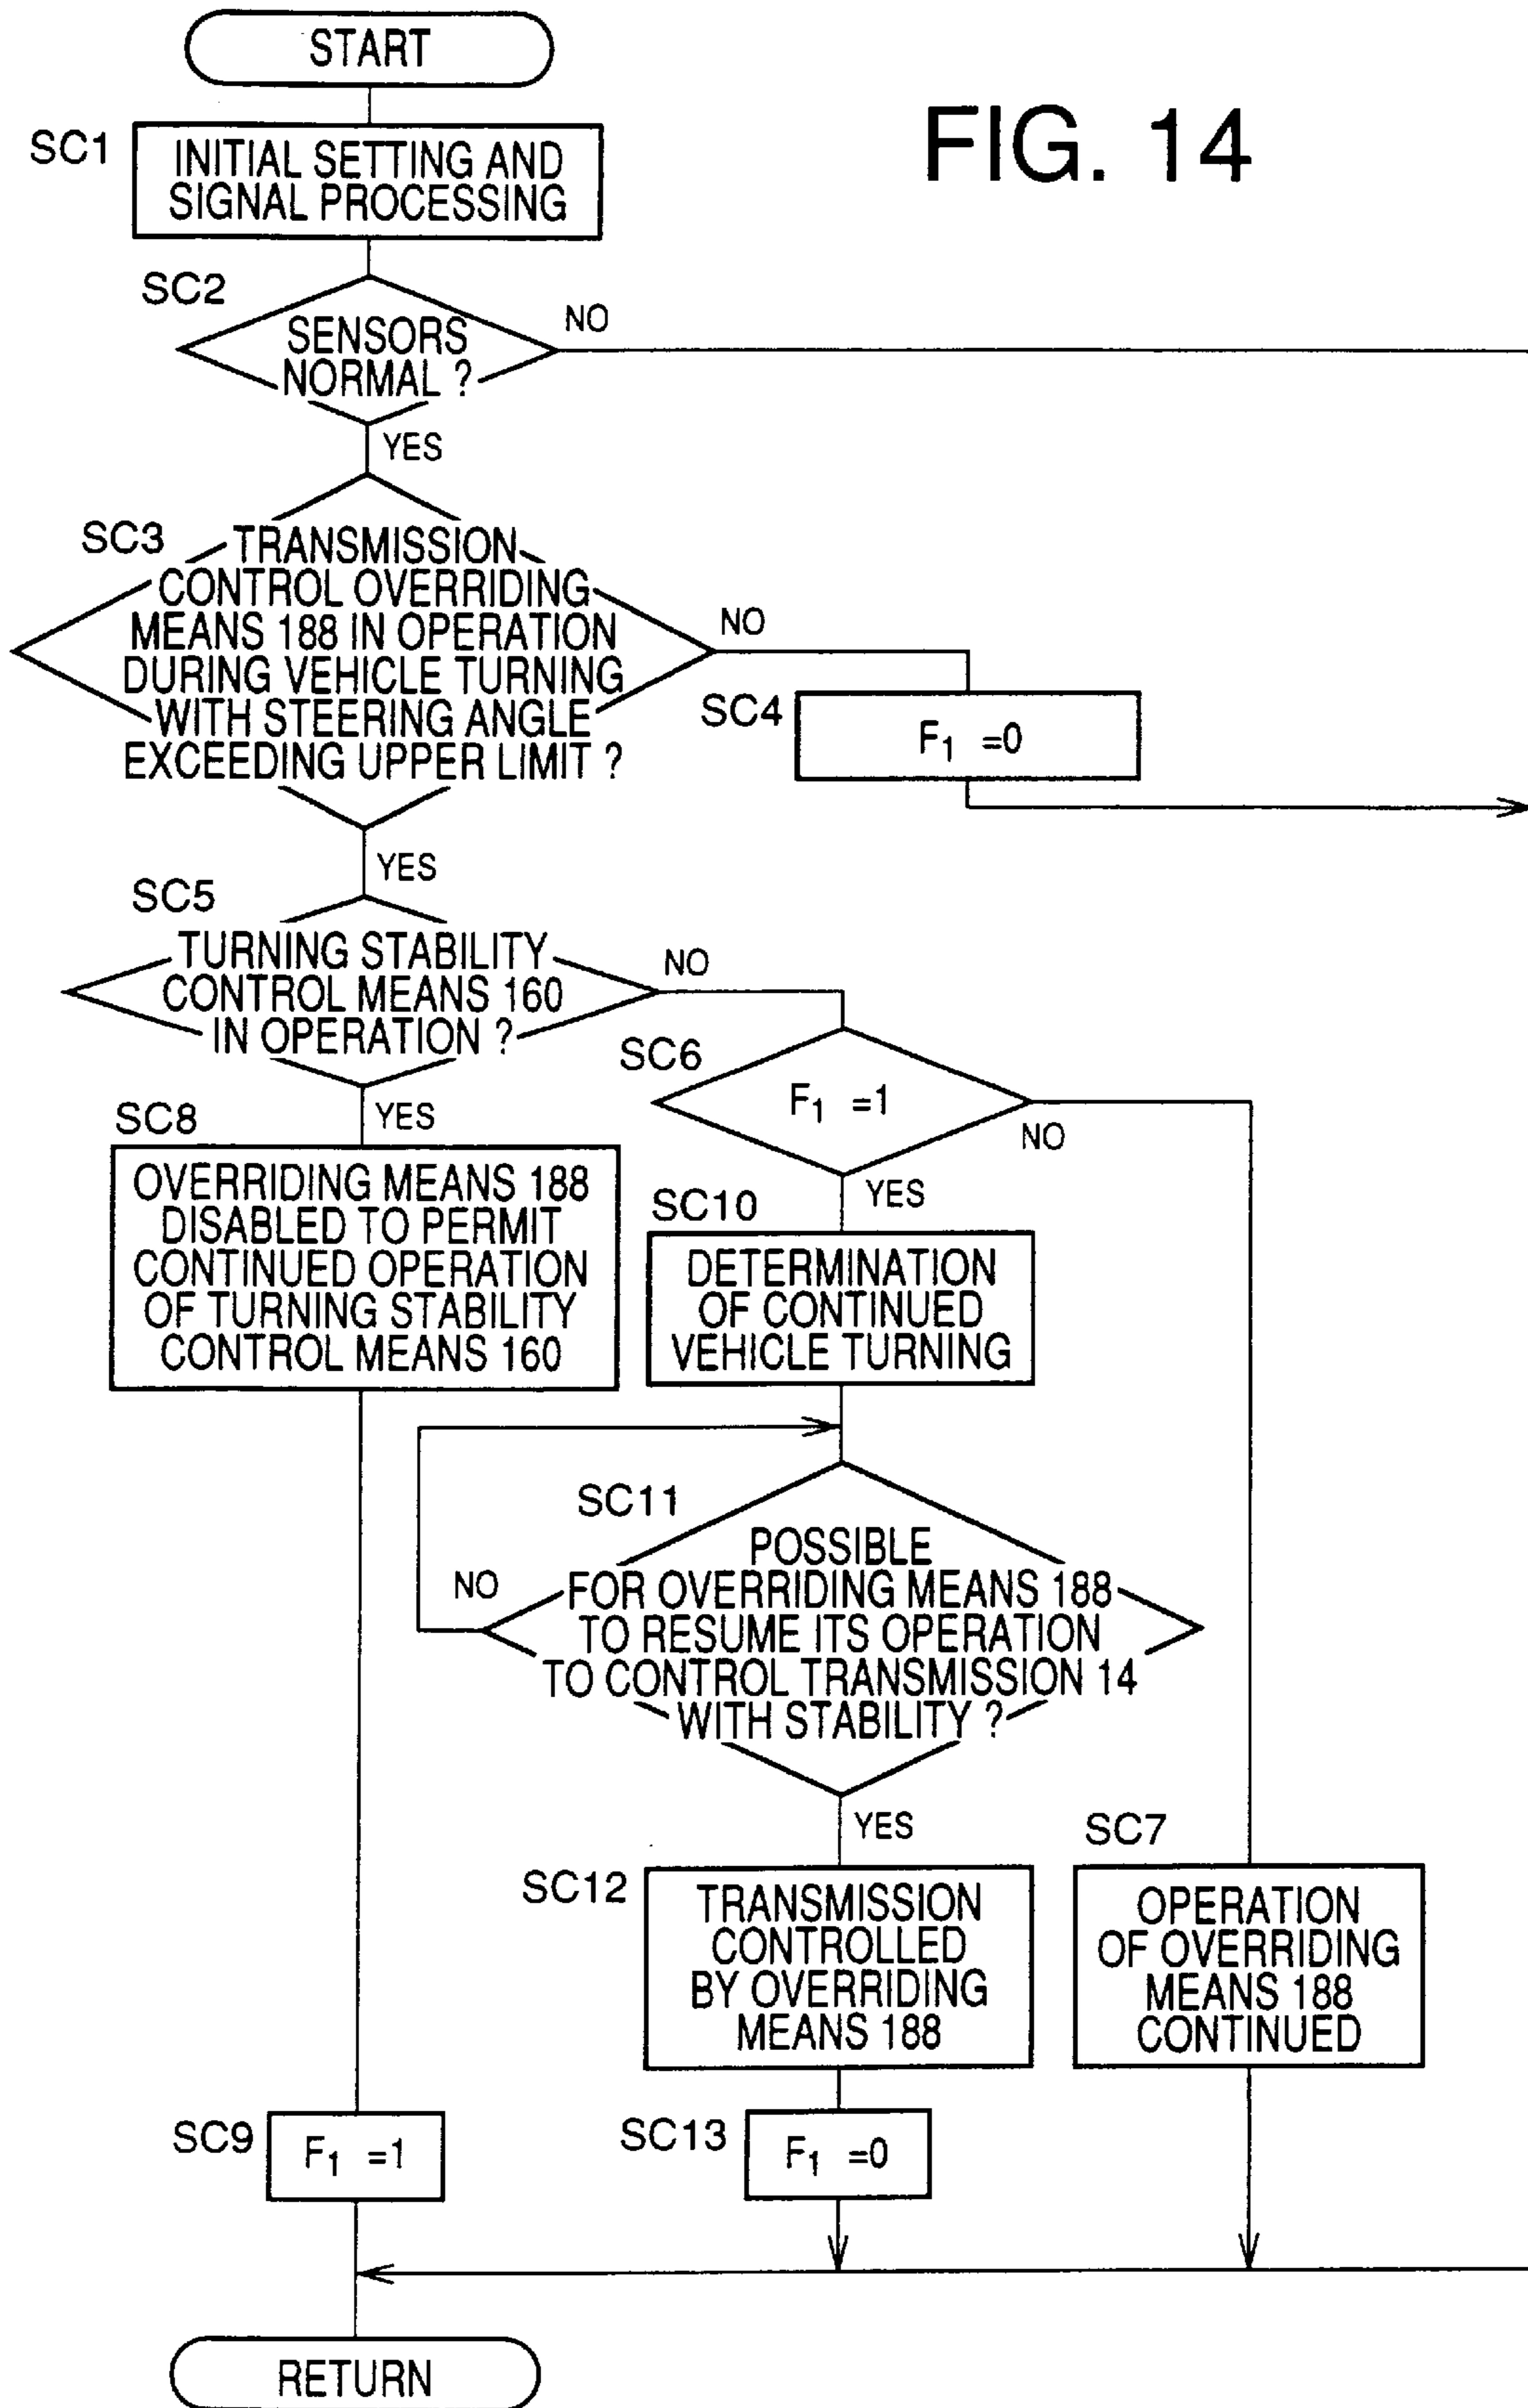 START
FIG. 14
SC1
INITIAL SETTING AND
SIGNAL PROCESSING
SC2
SENSORS
NORMAL ?
NO
YES
SC3
TRANSMISSION
CONTROL OVERRIDING
MEANS 188 IN OPERATION
DURING VEHICLE TURNING
WITH STEERING ANGLE
EXCEEDING UPPER LIMIT ?
NO
SC4
F1 =0
YES
SC5
TURNING STABILITY
CONTROL MEANS 160
IN OPERATION ?
NO
SC6
F1 =1
NO
YES
SC8
OVERRIDING MEANS 188
DISABLED TO PERMIT
CONTINUED OPERATION
OF TURNING STABILITY
CONTROL MEANS 160
YES
SC10
DETERMINATION
OF CONTINUED
VEHICLE TURNING
SC11
POSSIBLE
FOR OVERRIDING MEANS 188
TO RESUME ITS OPERATION
TO CONTROL TRANSMISSION 14
WITH STABILITY ?
NO
YES
SC12
TRANSMISSION
CONTROLLED
BY OVERRIDING
MEANS 188
SC7
OPERATION
OF OVERRIDING
MEANS 188
CONTINUED
SC9
F1 =1
SC13
F1 =0
RETURN